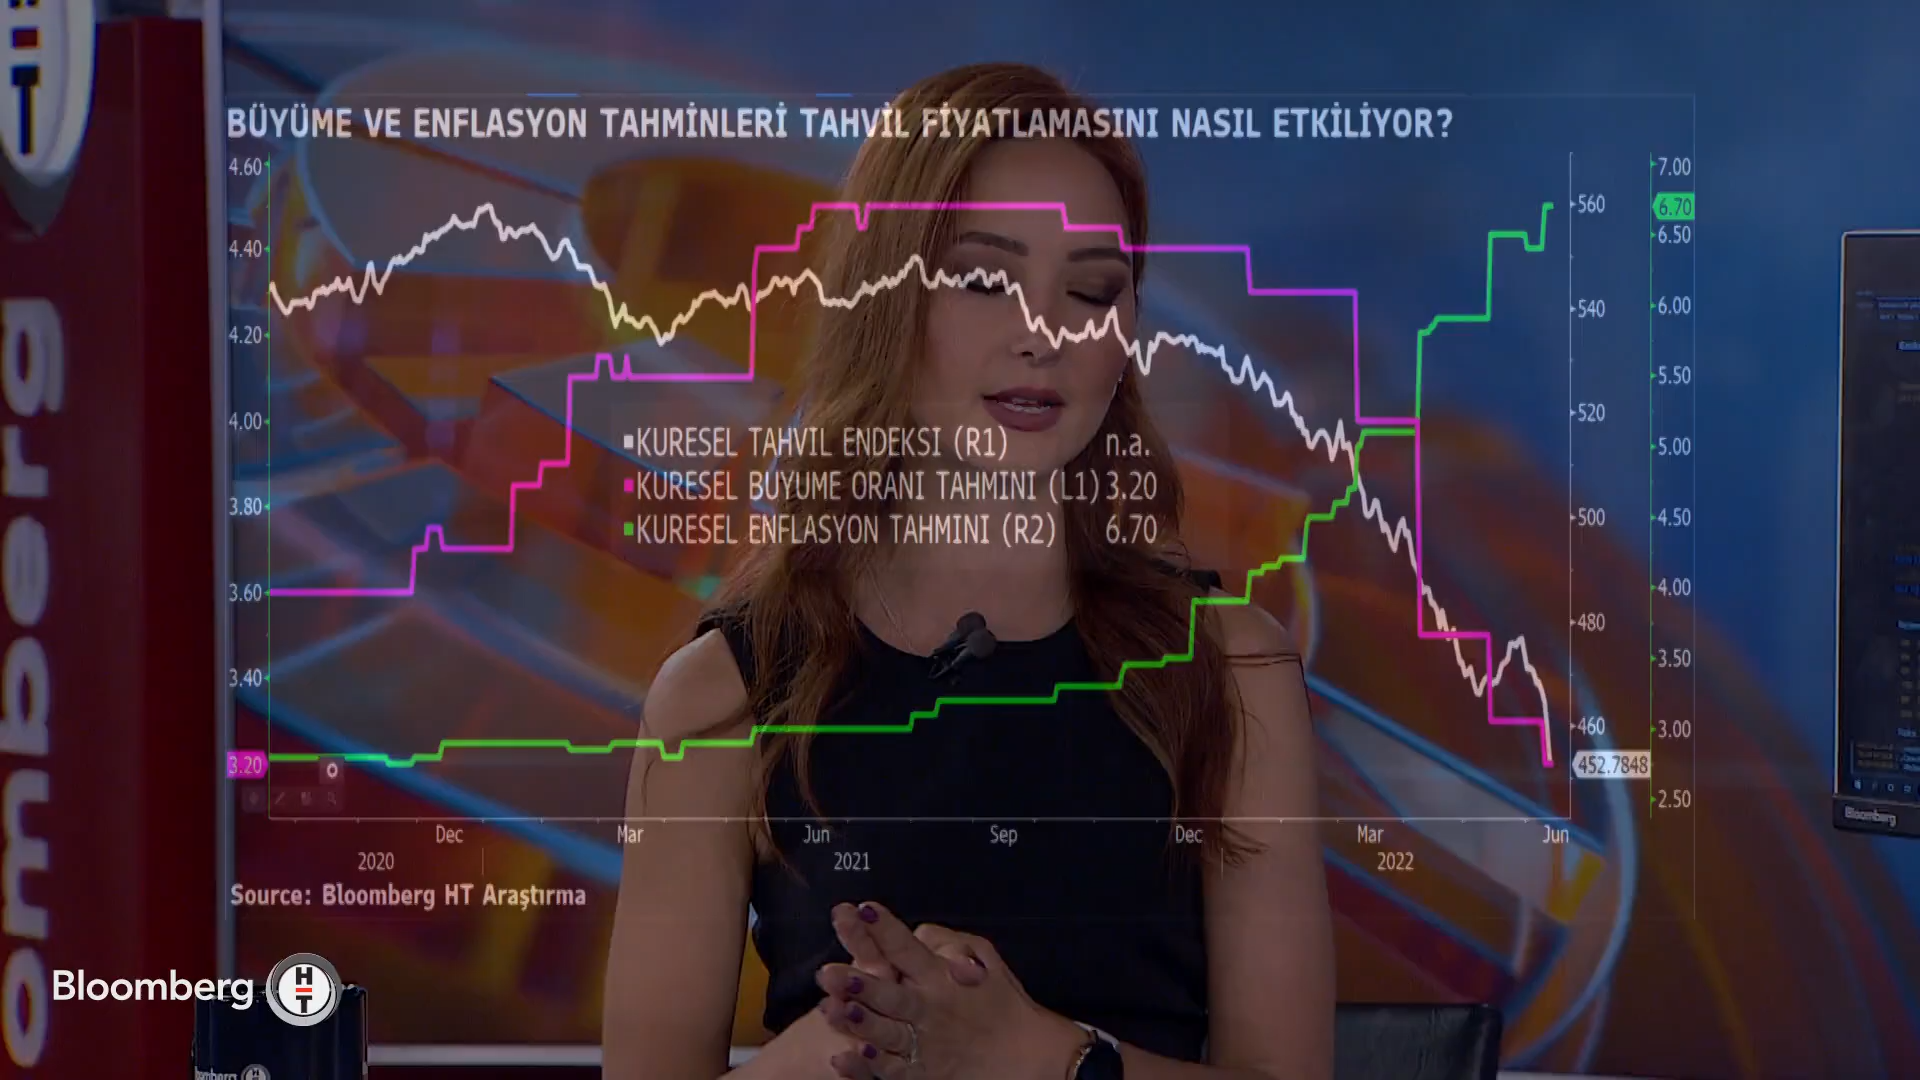 BÜYÜME VE ENFLASYON TAHMİNLERİ TAHVİL FİYATLAMASINI NASIL ETKİLİYOR?
4.60
4.40
4.20
4.00
3.80
3.60
3.40
3.20
560
540
520
500
480
460
452.7848
7.00
6.70
6.50
6.00
5.50
5.00
4.50
4.00
3.50
3.00
2.50
KURESEL TAHVIL ENDEKSI (R1) n.a.
KURESEL BUYUME ORANI TAHMINI (L1) 3.20
KURESEL ENFLASYON TAHMINI (R2) 6.70
Dec Mar Jun Sep Dec Mar Jun
2020 2021 2022
Source: Bloomberg HT Araştırma
Bloomberg HT
omberg
HT
Bloomberg